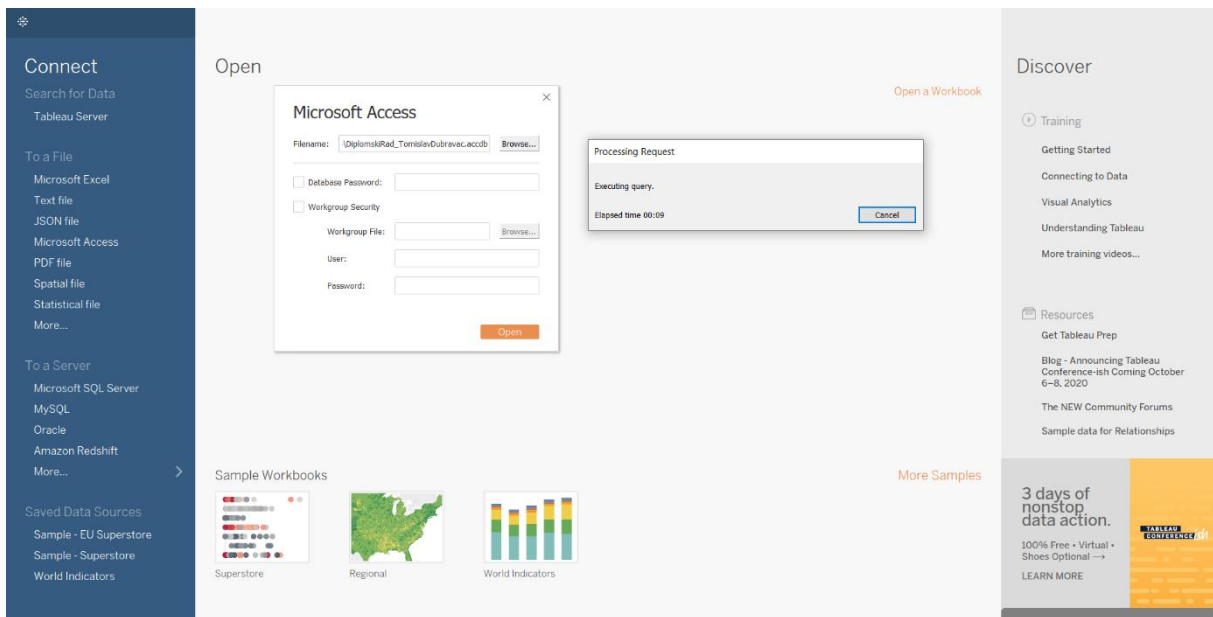 Connect
Search for Data
Tableau Server
To a File
Microsoft Excel
Text file
JSON file
Microsoft Access
PDF file
Spatial file
Statistical file
More...
To a Server
Microsoft SQL Server
MySQL
Oracle
Amazon Redshift
More...
Saved Data Sources
Sample - EU Superstore
Sample - Superstore
World Indicators
Open
Open a Workbook
Microsoft Access
Filename: \DiplomskiRad_TomislavDubravac.accdb Browse...
Database Password:
Workgroup Security
Workgroup File: Browse...
User:
Password:
Open
Processing Request
Executing query.
Elapsed time 00:09 Cancel
Sample Workbooks
More Samples
Superstore
Regional
World Indicators
Discover
Training
Getting Started
Connecting to Data
Visual Analytics
Understanding Tableau
More training videos...
Resources
Get Tableau Prep
Blog - Announcing Tableau
Conference-ish Coming October
6–8, 2020
The NEW Community Forums
Sample data for Relationships
3 days of
nonstop
data action.
100% Free • Virtual •
Shoes Optional →
LEARN MORE
TABLEAU
CONFERENCE ish